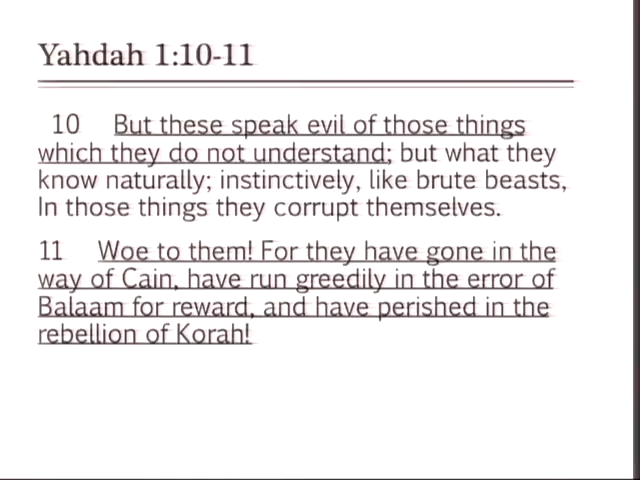 Yahdah 1:10-11
10 But these speak evil of those things
which they do not understand; but what they
know naturally; instinctively, like brute beasts,
In those things they corrupt themselves.
11 Woe to them! For they have gone in the
way of Cain, have run greedily in the error of
Balaam for reward, and have perished in the
rebellion of Korah!